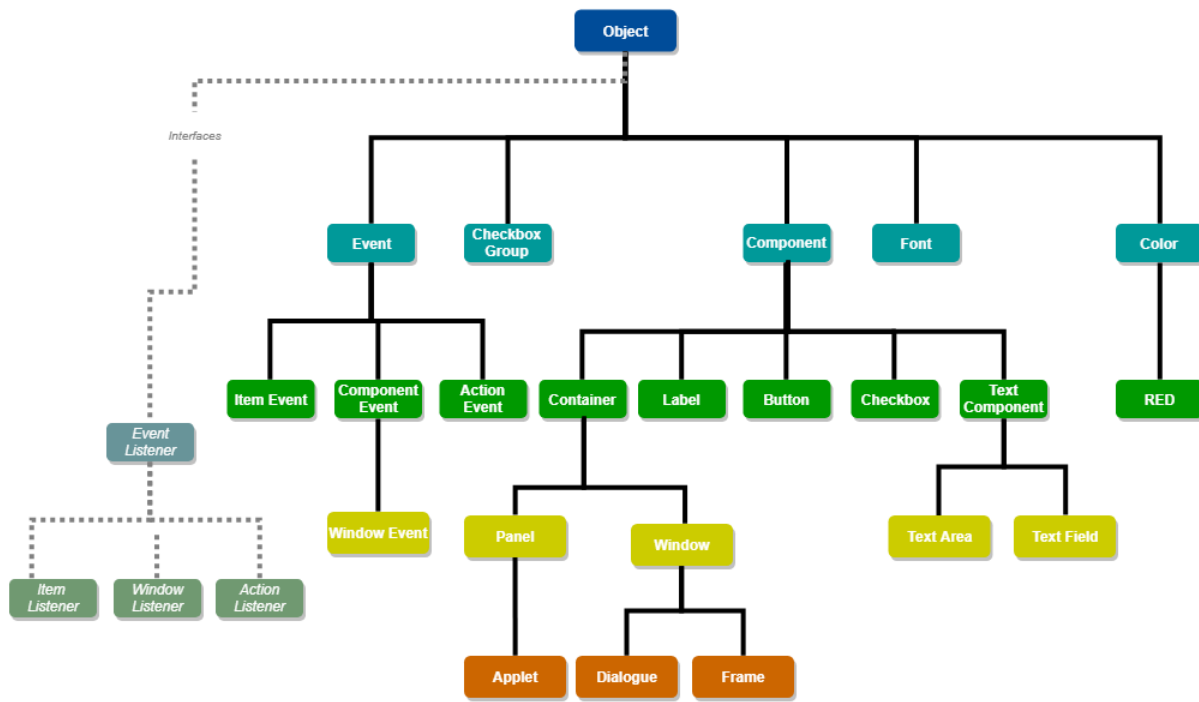 Object
Interfaces
Event
Checkbox
Group
Component
Font
Color
Item Event
Component
Event
Action
Event
Container
Label
Button
Checkbox
Text
Component
RED
Event
Listener
Window Event
Panel
Window
Text Area
Text Field
Item
Listener
Window
Listener
Action
Listener
Applet
Dialogue
Frame